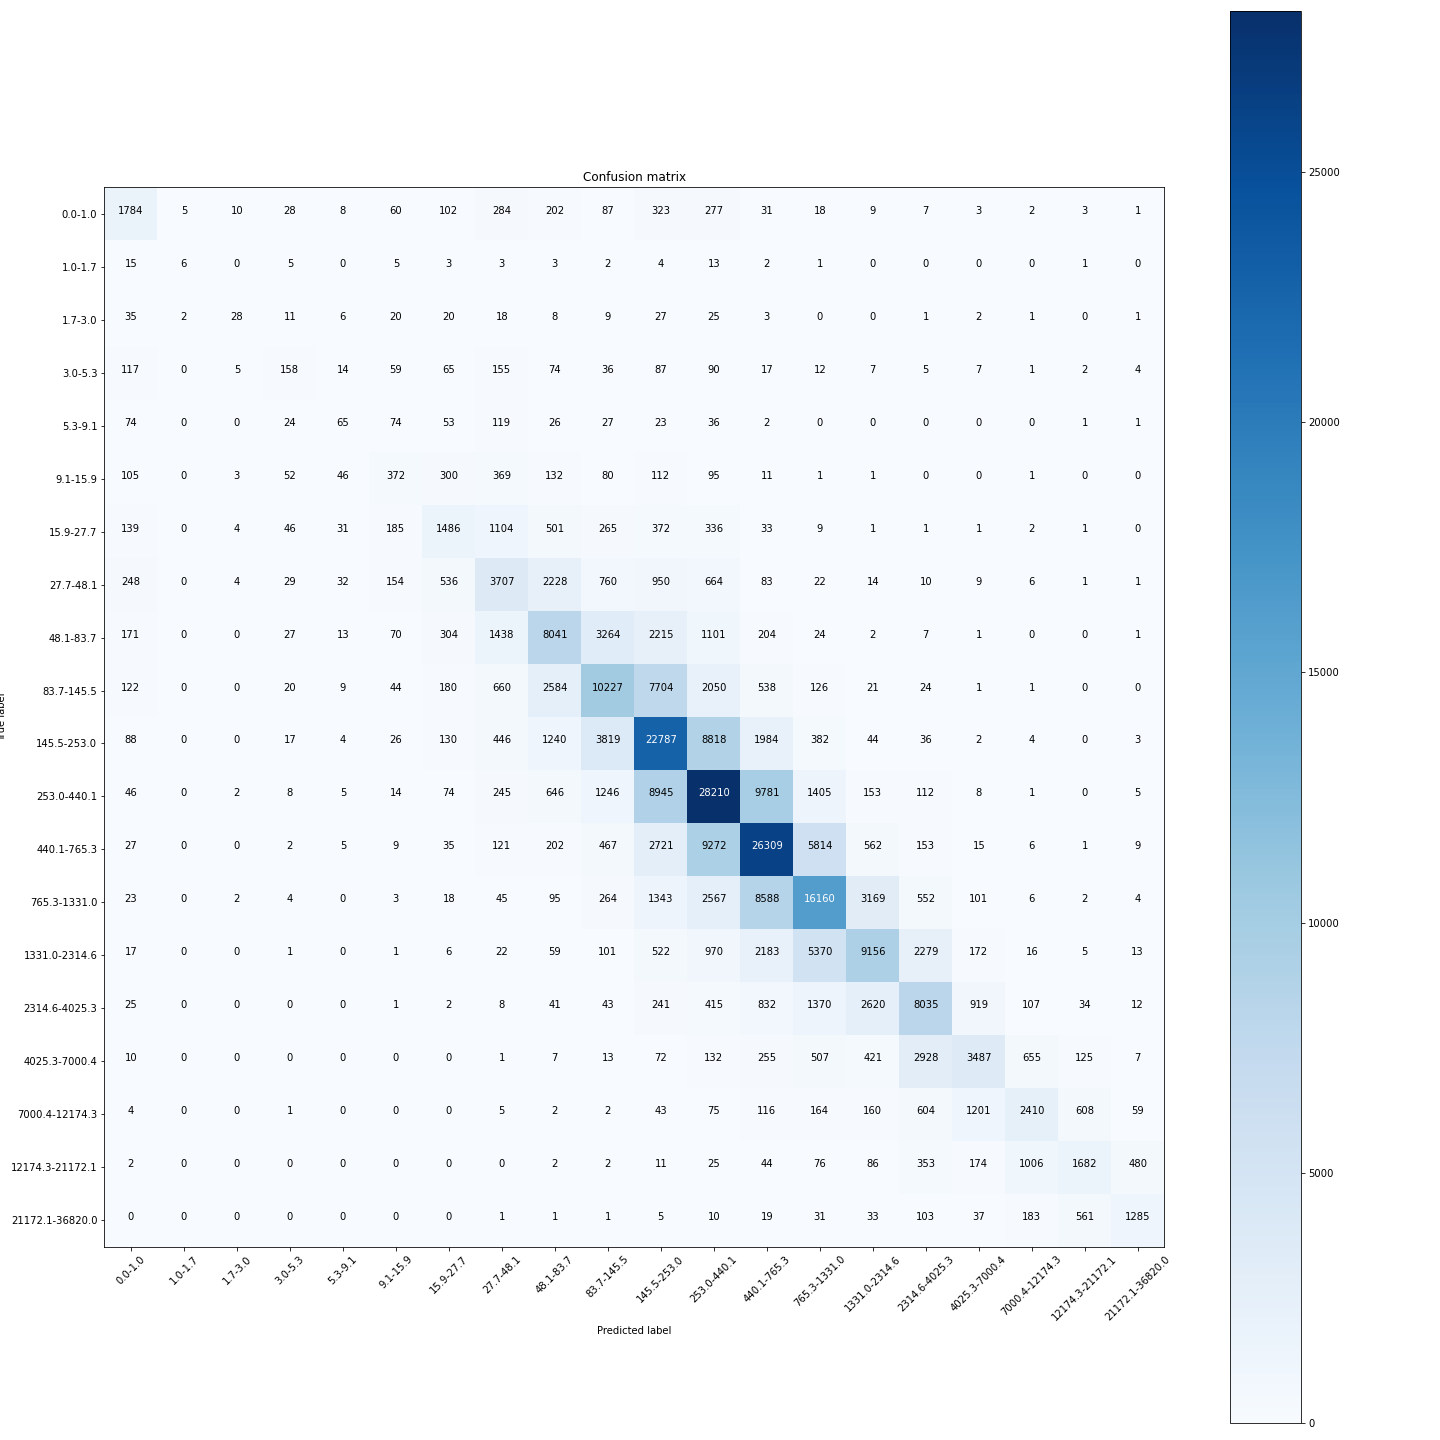 Confusion matrix
0.0-1.0 1784 5 10 28 8 60 102 284 202 87 323 277 31 18 9 7 3 2 3 1
1.0-1.7 15 6 0 5 0 5 3 3 3 2 4 13 2 1 0 0 0 0 1 0
1.7-3.0 35 2 28 11 6 20 20 18 8 9 27 25 3 0 0 1 2 1 0 1
3.0-5.3 117 0 5 158 14 59 65 155 74 36 87 90 17 12 7 5 7 1 2 4
5.3-9.1 74 0 0 24 65 74 53 119 26 27 23 36 2 0 0 0 0 0 1 1
9.1-15.9 105 0 3 52 46 372 300 369 132 80 112 95 11 1 1 0 0 1 0 0
15.9-27.7 139 0 4 46 31 185 1486 1104 501 265 372 336 33 9 1 1 1 2 1 0
27.7-48.1 248 0 4 29 32 154 536 3707 2228 760 950 664 83 22 14 10 9 6 1 1
48.1-83.7 171 0 0 27 13 70 304 1438 8041 3264 2215 1101 204 24 2 7 1 0 0 1
83.7-145.5 122 0 0 20 9 44 180 660 2584 10227 7704 2050 538 126 21 24 1 1 0 0
145.5-253.0 88 0 0 17 4 26 130 446 1240 3819 22787 8818 1984 382 44 36 2 4 0 3
253.0-440.1 46 0 2 8 5 14 74 245 646 1246 8945 28210 9781 1405 153 112 8 1 0 5
440.1-765.3 27 0 0 2 5 9 35 121 202 467 2721 9272 26309 5814 562 153 15 6 1 9
765.3-1331.0 23 0 2 4 0 3 18 45 95 264 1343 2567 8588 16160 3169 552 101 6 2 4
1331.0-2314.6 17 0 0 1 0 1 6 22 59 101 522 970 2183 5370 9156 2279 172 16 5 13
2314.6-4025.3 25 0 0 0 0 1 2 8 41 43 241 415 832 1370 2620 8035 919 107 34 12
4025.3-7000.4 10 0 0 0 0 0 0 1 7 13 72 132 255 507 421 2928 3487 655 125 7
7000.4-12174.3 4 0 0 1 0 0 0 5 2 2 43 75 116 164 160 604 1201 2410 608 59
12174.3-21172.1 2 0 0 0 0 0 0 0 2 2 11 25 44 76 86 353 174 1006 1682 480
21172.1-36820.0 0 0 0 0 0 0 0 1 1 1 5 10 19 31 33 103 37 183 561 1285
0.0-1.0 1.0-1.7 1.7-3.0 3.0-5.3 5.3-9.1 9.1-15.9 15.9-27.7 27.7-48.1 48.1-83.7 83.7-145.5 145.5-253.0 253.0-440.1 440.1-765.3 765.3-1331.0 1331.0-2314.6 2314.6-4025.3 4025.3-7000.4 7000.4-12174.3 12174.3-21172.1 21172.1-36820.0
Predicted label
25000
20000
15000
10000
5000
0